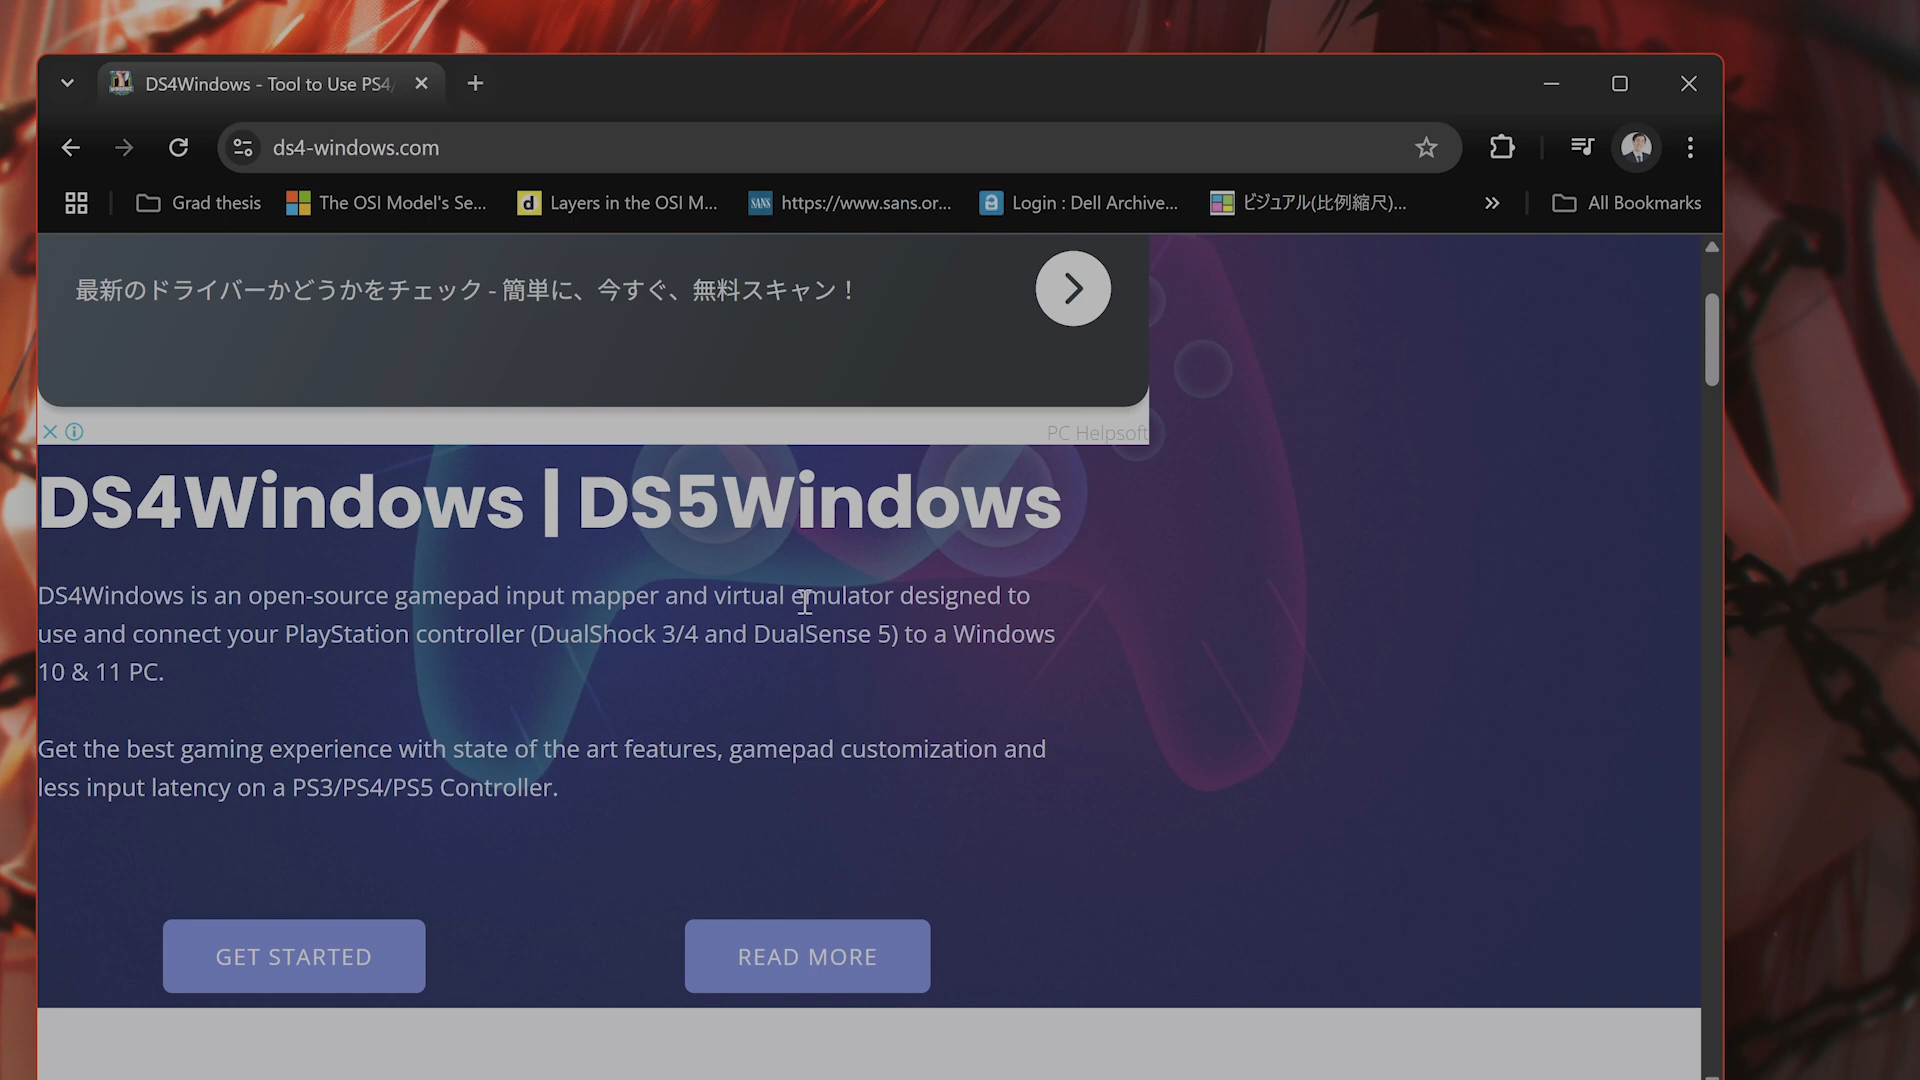 DS4Windows - Tool to Use PS4/
ds4-windows.com
Grad thesis
The OSI Model's Se...
Layers in the OSI M...
https://www.sans.or...
Login : Dell Archive...
ビジュアル(比例縮尺)...
All Bookmarks
最新のドライバーかどうかをチェック - 簡単に、今すぐ、無料スキャン！
PC Helpsoft
DS4Windows | DS5Windows
DS4Windows is an open-source gamepad input mapper and virtual emulator designed to
use and connect your PlayStation controller (DualShock 3/4 and DualSense 5) to a Windows
10 & 11 PC.
Get the best gaming experience with state of the art features, gamepad customization and
less input latency on a PS3/PS4/PS5 Controller.
GET STARTED
READ MORE